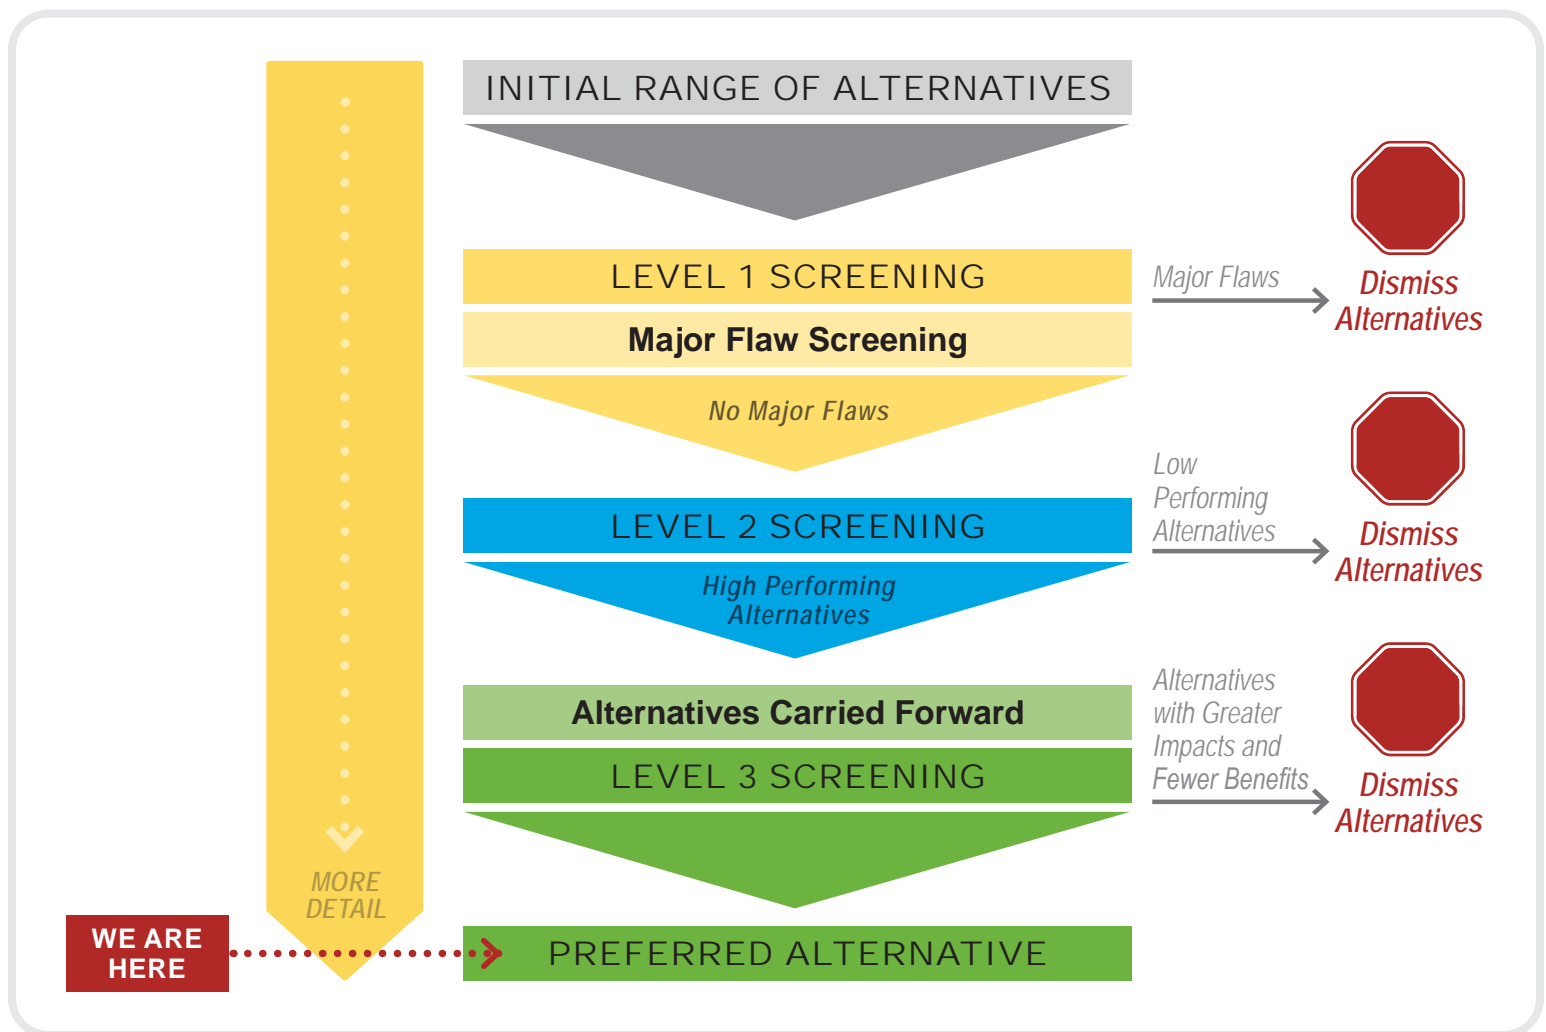 INITIAL RANGE OF ALTERNATIVES
LEVEL 1 SCREENING
Major Flaws
Dismiss
Alternatives
Major Flaw Screening
No Major Flaws
LEVEL 2 SCREENING
Low
Performing
Alternatives
Dismiss
Alternatives
High Performing
Alternatives
Alternatives Carried Forward
LEVEL 3 SCREENING
Alternatives
with Greater
Impacts and
Fewer Benefits
Dismiss
Alternatives
MORE
DETAIL
WE ARE
HERE
PREFERRED ALTERNATIVE